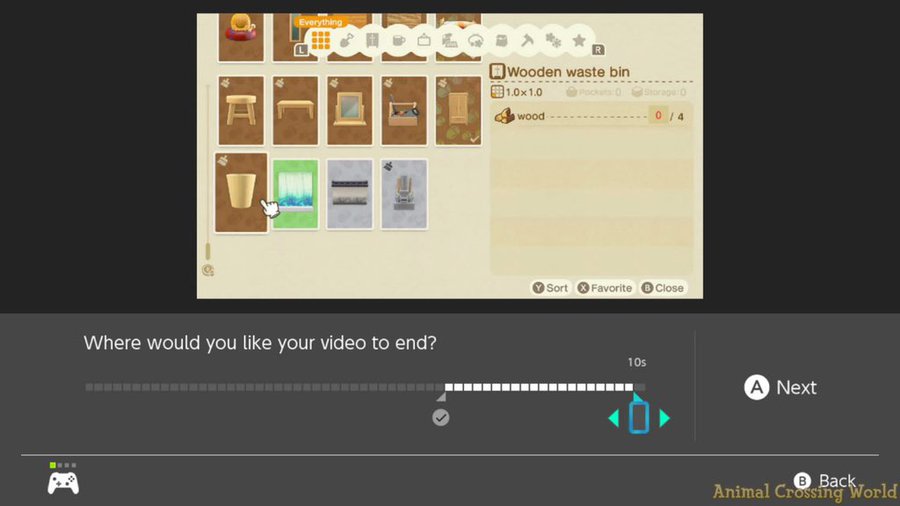 Everything
L
R
Wooden waste bin
1.0×1.0 Pockets: 0 Storage: 0
wood 0 / 4
Y Sort X Favorite B Close
Where would you like your video to end?
10s
A Next
B Back
Animal Crossing World